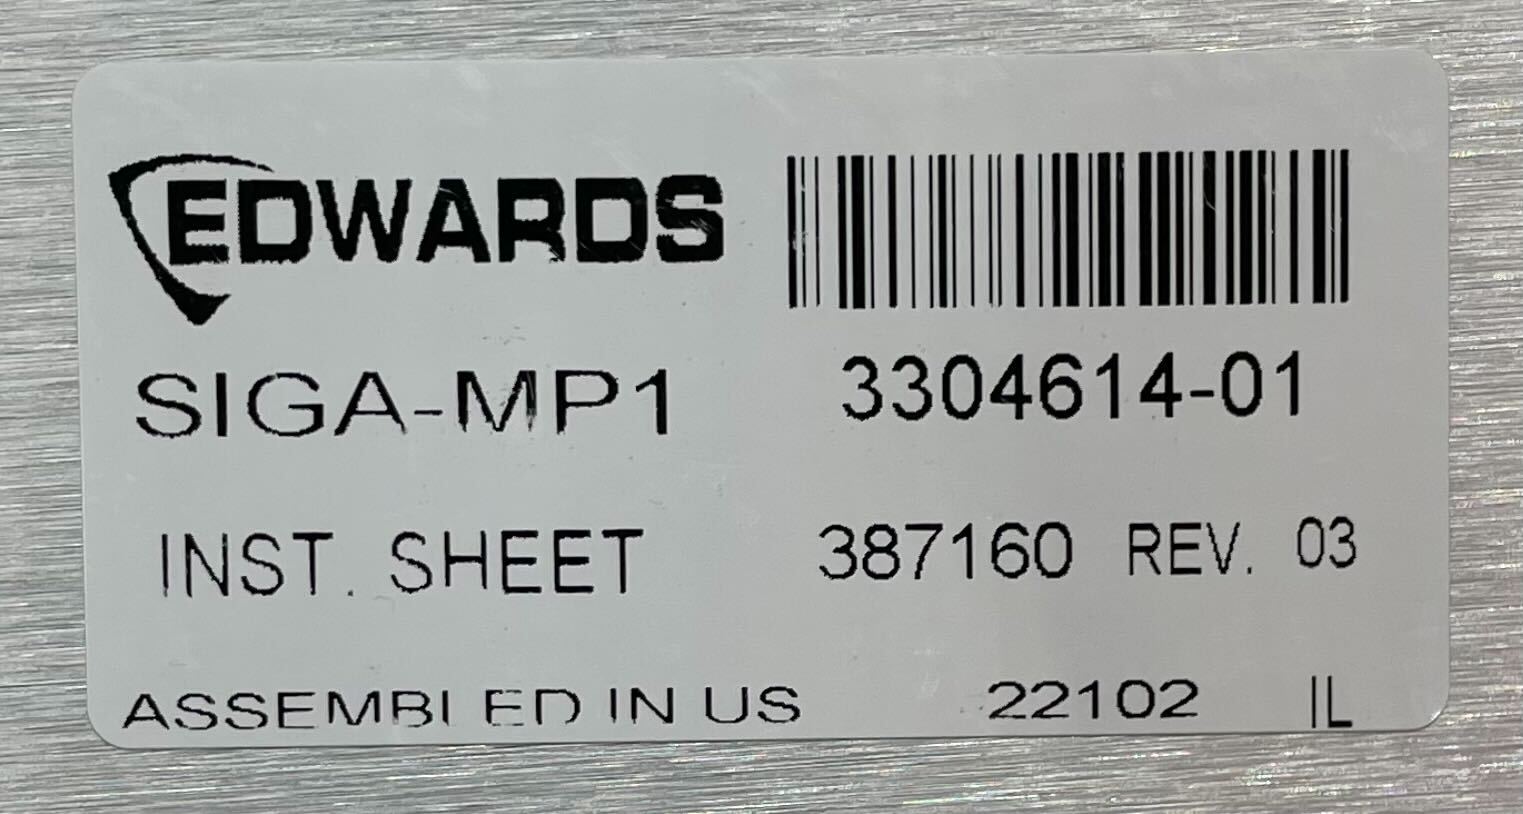 EDWARDS
SIGA-MP1 3304614-01
INST. SHEET 387160 REV. 03
ASSEMBLED IN US 22102 IL